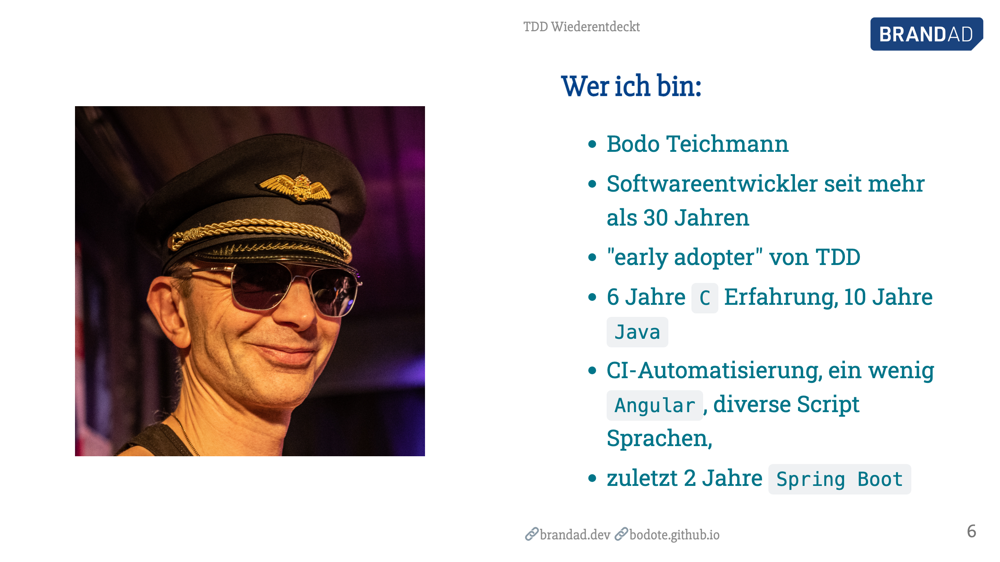 TDD Wiederentdeckt
BRANDAD
Wer ich bin:
• Bodo Teichmann
• Softwareentwickler seit mehr
als 30 Jahren
• "early adopter" von TDD
• 6 Jahre C Erfahrung, 10 Jahre
Java
• CI-Automatisierung, ein wenig
Angular, diverse Script
Sprachen,
• zuletzt 2 Jahre Spring Boot
🔗brandad.dev 🔗bodote.github.io
6